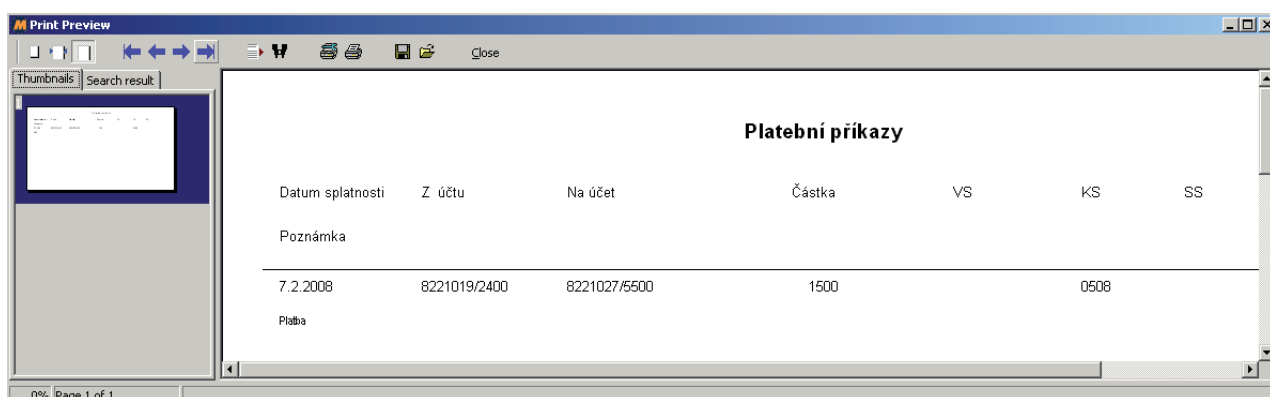 Print Preview
Close
Thumbnails Search result
1
Platební příkazy
Datum splatnosti Z účtu Na účet Částka VS KS SS
Poznámka
7.2.2008 8221019/2400 8221027/5500 1500 0508
Platba
0% Page 1 of 1